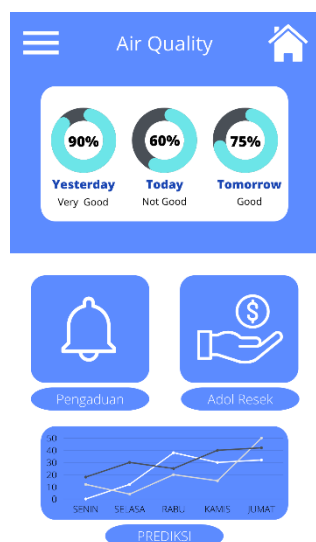 Air Quality
90% 60% 75%
Yesterday Today Tomorrow
Very Good Not Good Good
$
Pengaduan Adol Resek
50
40
30
20
10
0
SENIN SELASA RABU KAMIS JUMAT
PREDIKSI